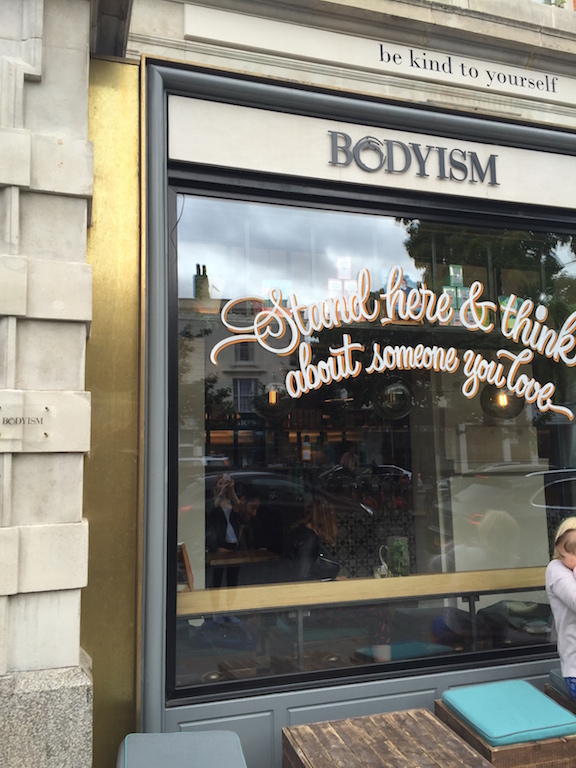 be kind to yourself
BODYISM
Stand here & think
about someone you love
BODYISM